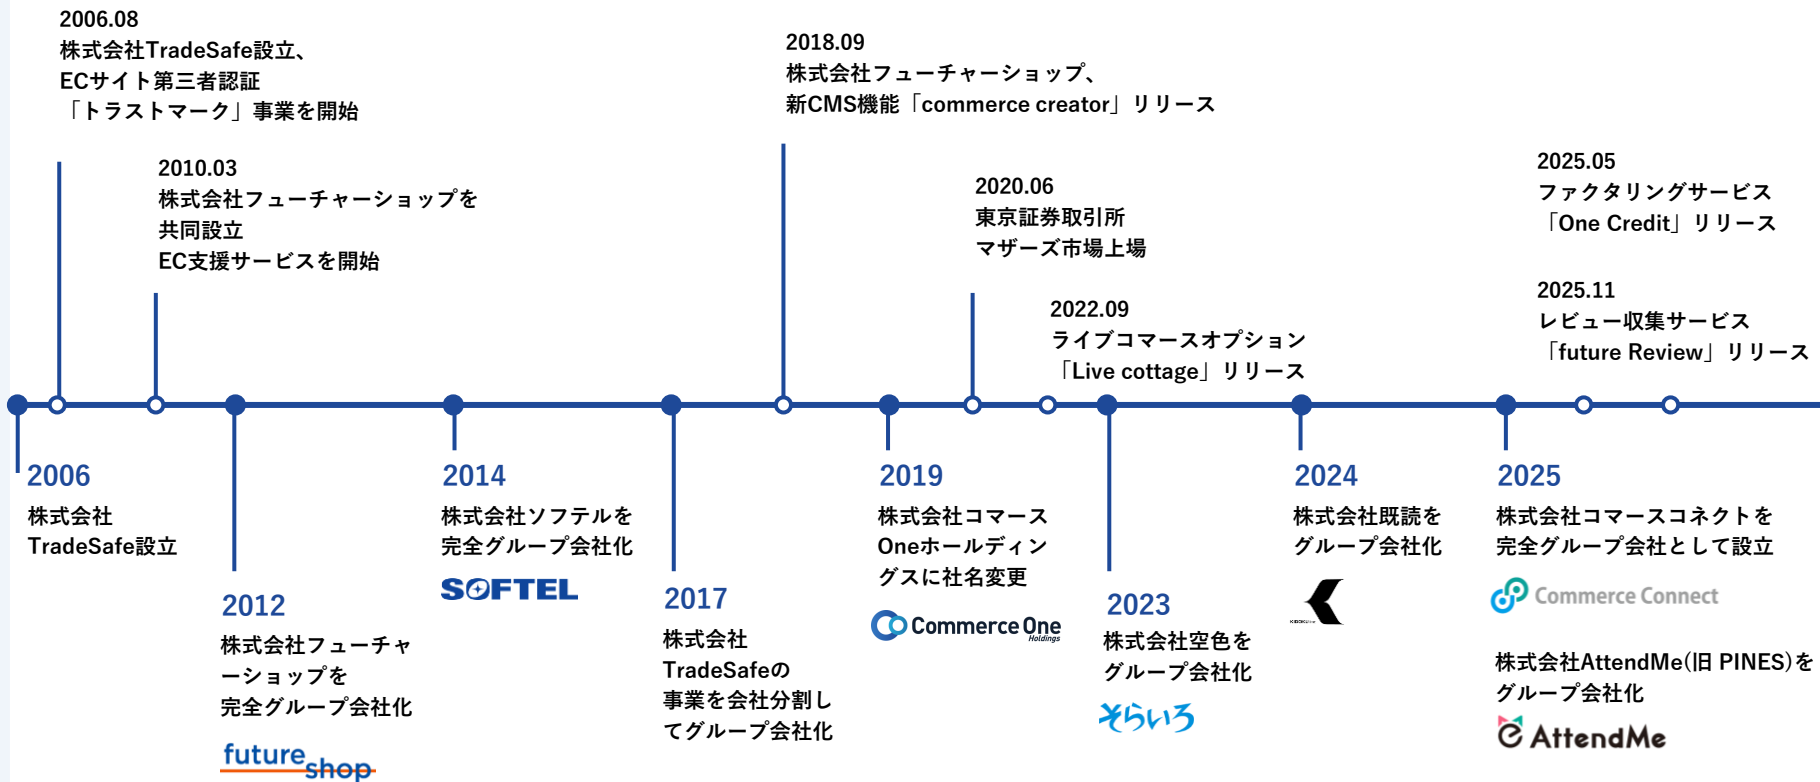 2006.08
株式会社TradeSafe設立、
ECサイト第三者認証
「トラストマーク」事業を開始
2010.03
株式会社フューチャーショップを
共同設立
EC支援サービスを開始
2018.09
株式会社フューチャーショップ、
新CMS機能「commerce creator」リリース
2020.06
東京証券取引所
マザーズ市場上場
2022.09
ライブコマースオプション
「Live cottage」リリース
2025.05
ファクタリングサービス
「One Credit」リリース
2025.11
レビュー収集サービス
「future Review」リリース
2006
株式会社
TradeSafe設立
2012
株式会社フューチャ
ーショップを
完全グループ会社化
future
shop
2014
株式会社ソフテルを
完全グループ会社化
SOFTEL
2017
株式会社
TradeSafeの
事業を会社分割し
てグループ会社化
2019
株式会社コマース
Oneホールディン
グスに社名変更
Commerce One
Holdings
2023
株式会社空色を
グループ会社化
そらいろ
2024
株式会社既読を
グループ会社化
2025
株式会社コマースコネクトを
完全グループ会社として設立
Commerce Connect
株式会社AttendMe(旧 PINES)を
グループ会社化
AttendMe